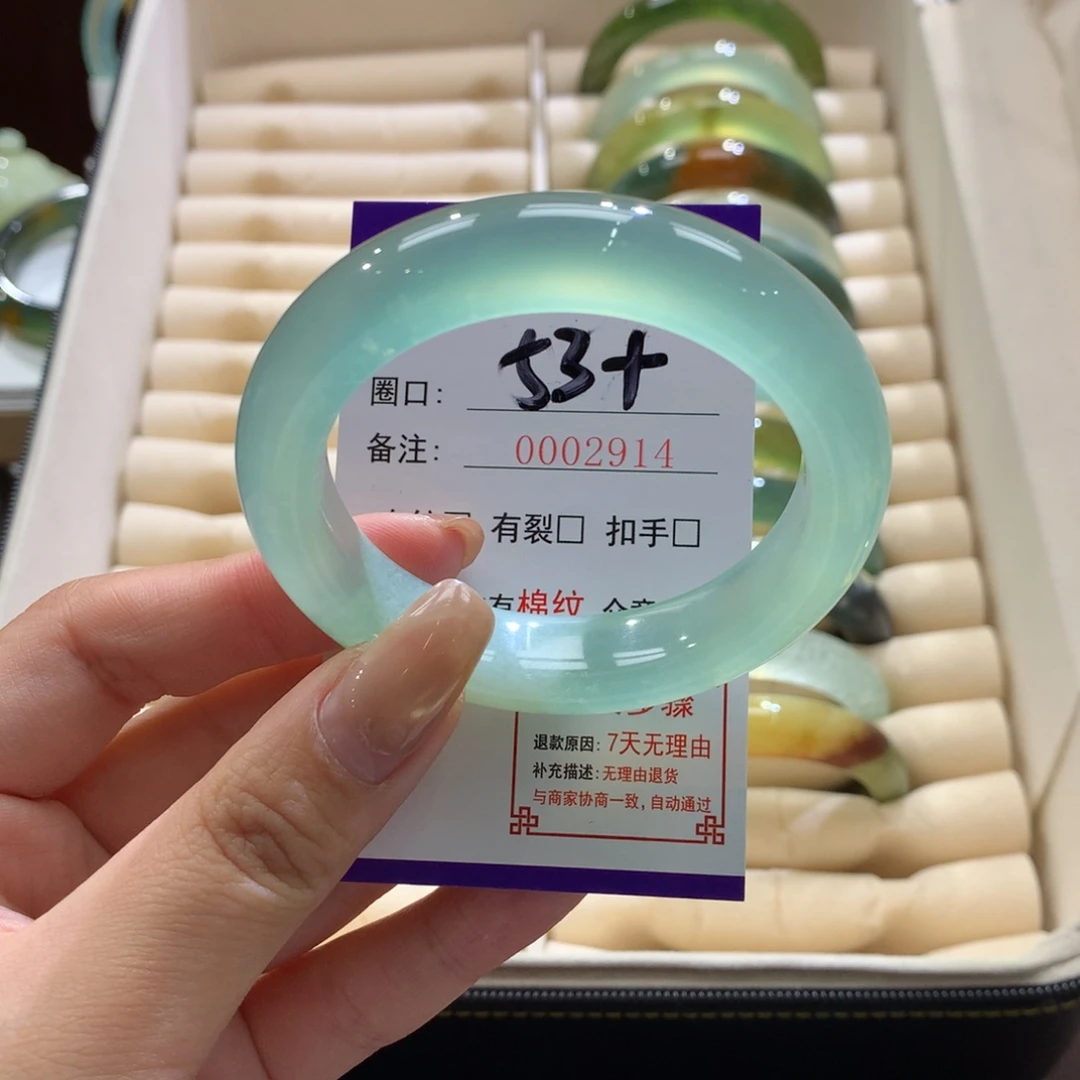 圈口: 53+
备注: 0002914
有裂□ 扣手□
有棉纹
退款原因: 7天无理由
补充描述: 无理由退货
与商家协商一致, 自动通过